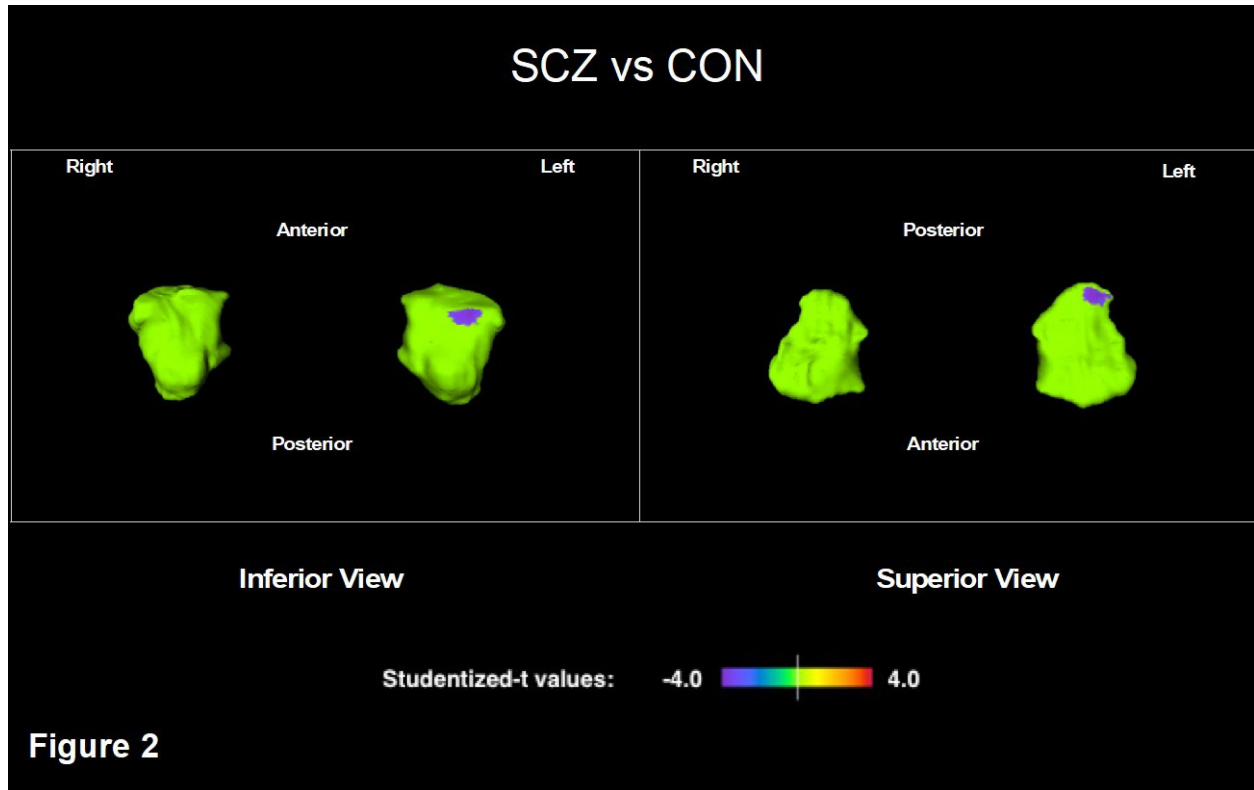 SCZ vs CON
Right
Left
Anterior
Posterior
Right
Left
Posterior
Anterior
Inferior View
Superior View
Studentized-t values: -4.0 4.0
Figure 2